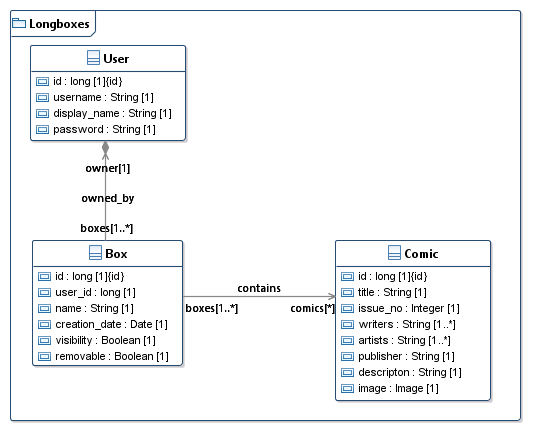 Longboxes
User
id : long [1]{id}
username : String [1]
display_name : String [1]
password : String [1]
owner[1]
owned_by
boxes[1..*]
Box
id : long [1]{id}
user_id : long [1]
name : String [1]
creation_date : Date [1]
visibility : Boolean [1]
removable : Boolean [1]
contains
boxes[1..*]
comics[*]
Comic
id : long [1]{id}
title : String [1]
issue_no : Integer [1]
writers : String [1..*]
artists : String [1..*]
publisher : String [1]
descripton : String [1]
image : Image [1]